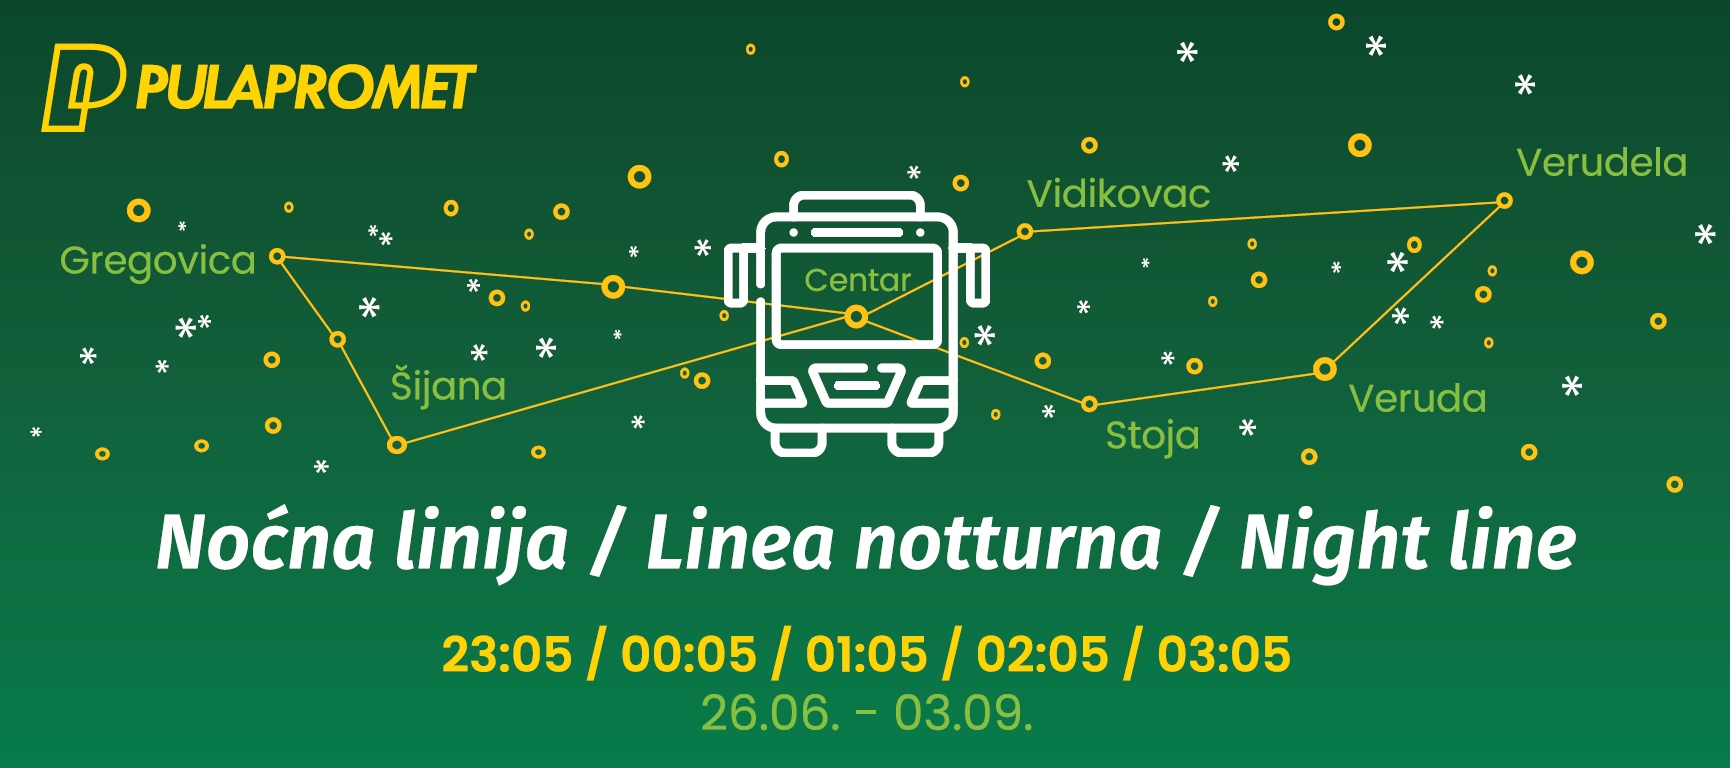 PULAPROMET
Verudela
Vidikovac
Gregovica
Centar
Šijana
Veruda
Stoja
Noćna linija / Linea notturna / Night line
23:05 / 00:05 / 01:05 / 02:05 / 03:05
26.06. - 03.09.